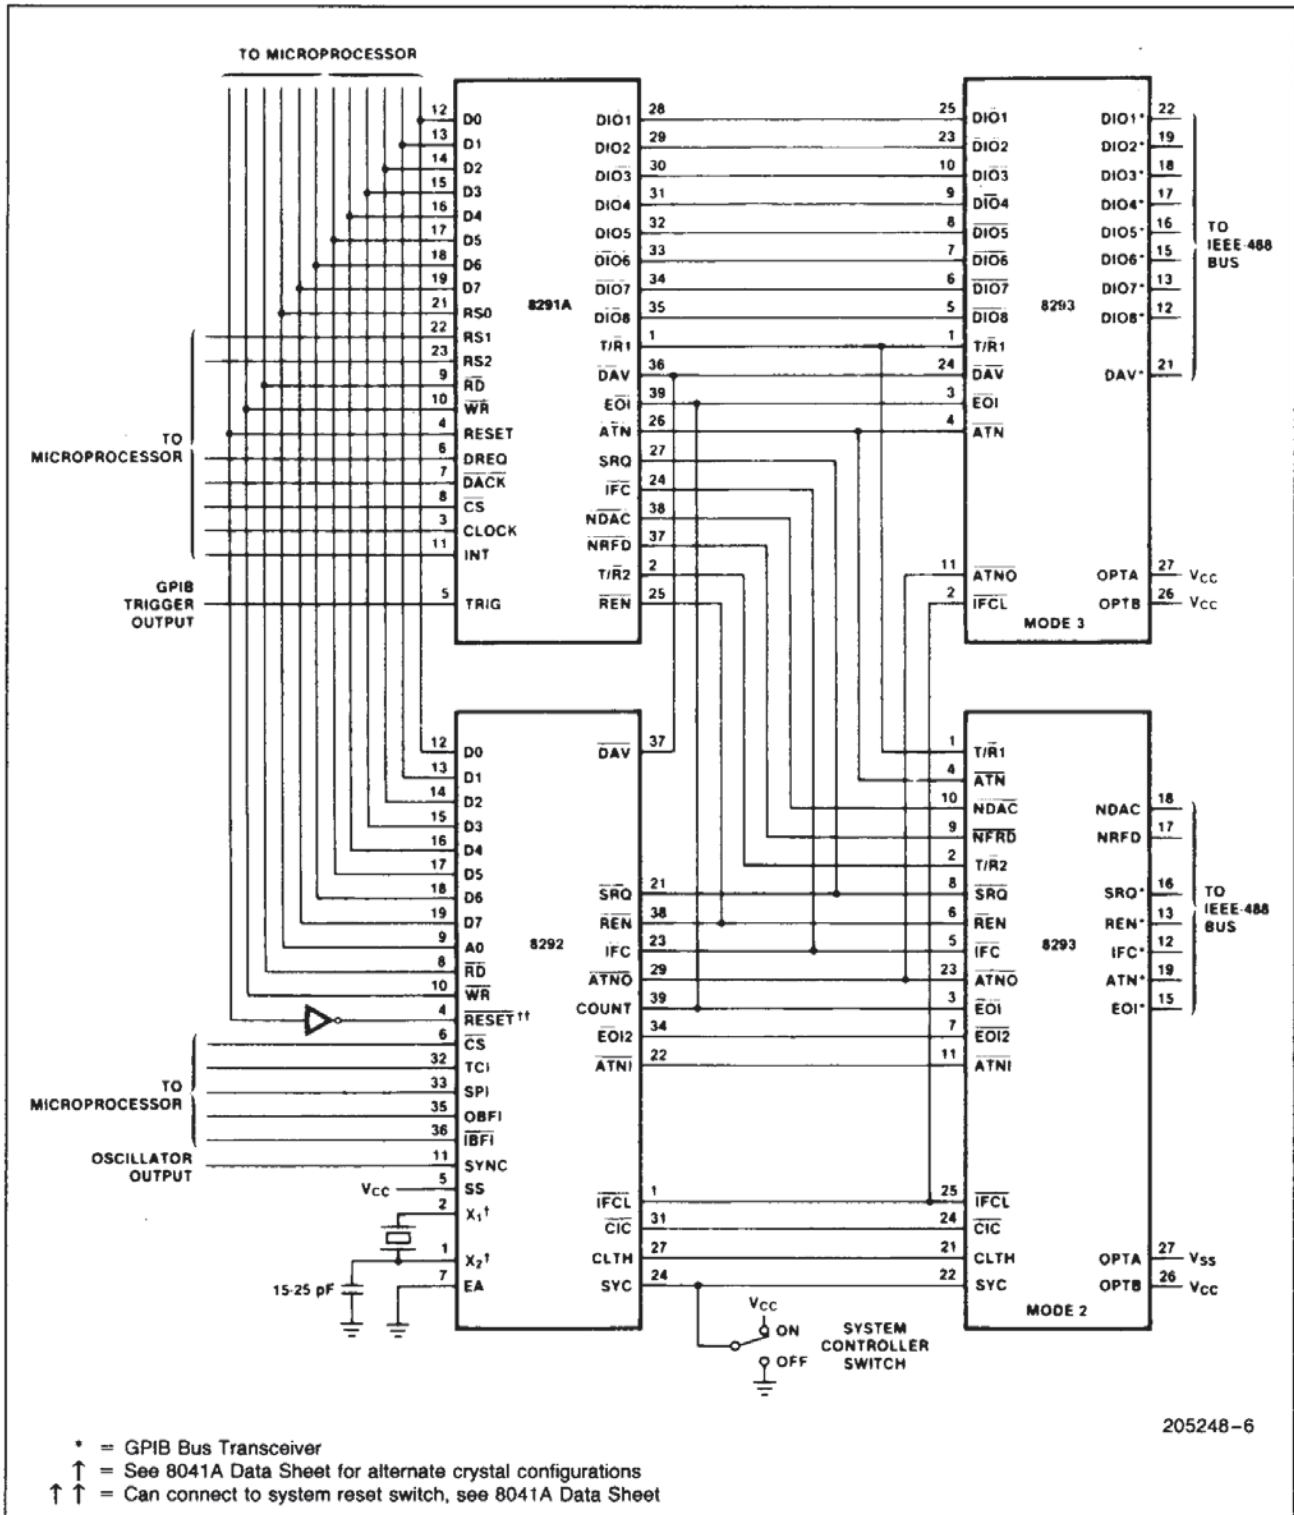 TO MICROPROCESSOR
12 D0
13 D1
14 D2
15 D3
16 D4
17 D5
18 D6
19 D7
21 RS0
22 RS1
23 RS2
9 RD
10 WR
4 RESET
6 DREQ
7 DACK
8 CS
3 CLOCK
11 INT
5 TRIG
TO
MICROPROCESSOR
GPIB
TRIGGER
OUTPUT
8291A
DIO1 28
DIO2 29
DIO3 30
DIO4 31
DIO5 32
DIO6 33
DIO7 34
DIO8 35
T/R1 1
DAV 36
EOI 39
ATN 26
SRQ 27
IFC 24
NDAC 38
NRFD 37
T/R2 2
REN 25
25 DIO1
23 DIO2
10 DIO3
9 DIO4
8 DIO5
7 DIO6
6 DIO7
5 DIO8
1 T/R1
24 DAV
3 EOI
4 ATN
11 ATNO
2 IFCL
8293
DIO1* 22
DIO2* 19
DIO3* 18
DIO4* 17
DIO5* 16
DIO6* 15
DIO7* 13
DIO8* 12
DAV* 21
OPTA 27 VCC
OPTB 26 VCC
MODE 3
TO
IEEE-488
BUS
12 D0
13 D1
14 D2
15 D3
16 D4
17 D5
18 D6
19 D7
9 A0
8 RD
10 WR
4 RESET††
6 CS
32 TCI
33 SPI
35 OBFI
36 IBFI
11 SYNC
VCC 5 SS
2 X1†
1 X2†
7 EA
15-25 pF
TO
MICROPROCESSOR
OSCILLATOR
OUTPUT
8292
DAV 37
SRQ 21
REN 38
IFC 23
ATNO 29
COUNT 39
EOI2 34
ATNI 22
IFCL 1
CIC 31
CLTH 27
SYC 24
1 T/R1
4 ATN
10 NDAC
9 NFRD
2 T/R2
8 SRQ
6 REN
5 IFC
23 ATNO
3 EOI
7 EOI2
11 ATNI
25 IFCL
24 CIC
21 CLTH
22 SYC
8293
NDAC 18
NRFD 17
SRQ* 16
REN* 13
IFC* 12
ATN* 19
EOI* 15
OPTA 27 VSS
OPTB 26 VCC
MODE 2
TO
IEEE-488
BUS
VCC
ON
OFF
SYSTEM
CONTROLLER
SWITCH
205248-6
* = GPIB Bus Transceiver
↑ = See 8041A Data Sheet for alternate crystal configurations
↑ ↑ = Can connect to system reset switch, see 8041A Data Sheet